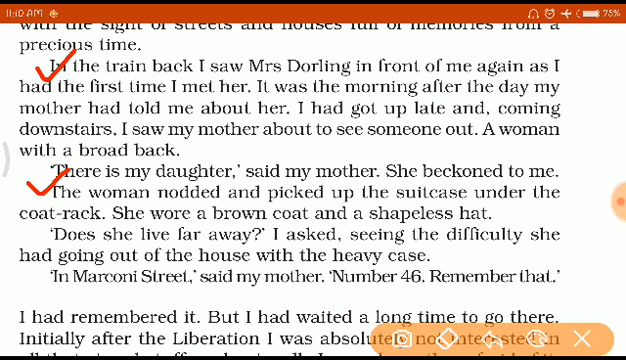 11:10 AM
75%
with the sight of streets and houses full of memories from a
precious time.
In the train back I saw Mrs Dorling in front of me again as I
had the first time I met her. It was the morning after the day my
mother had told me about her. I had got up late and, coming
downstairs, I saw my mother about to see someone out. A woman
with a broad back.
‘There is my daughter,’ said my mother. She beckoned to me.
The woman nodded and picked up the suitcase under the
coat-rack. She wore a brown coat and a shapeless hat.
‘Does she live far away?’ I asked, seeing the difficulty she
had going out of the house with the heavy case.
‘In Marconi Street,’ said my mother. ‘Number 46. Remember that.’
I had remembered it. But I had waited a long time to go there.
Initially after the Liberation I was absolutely not interested in
all that